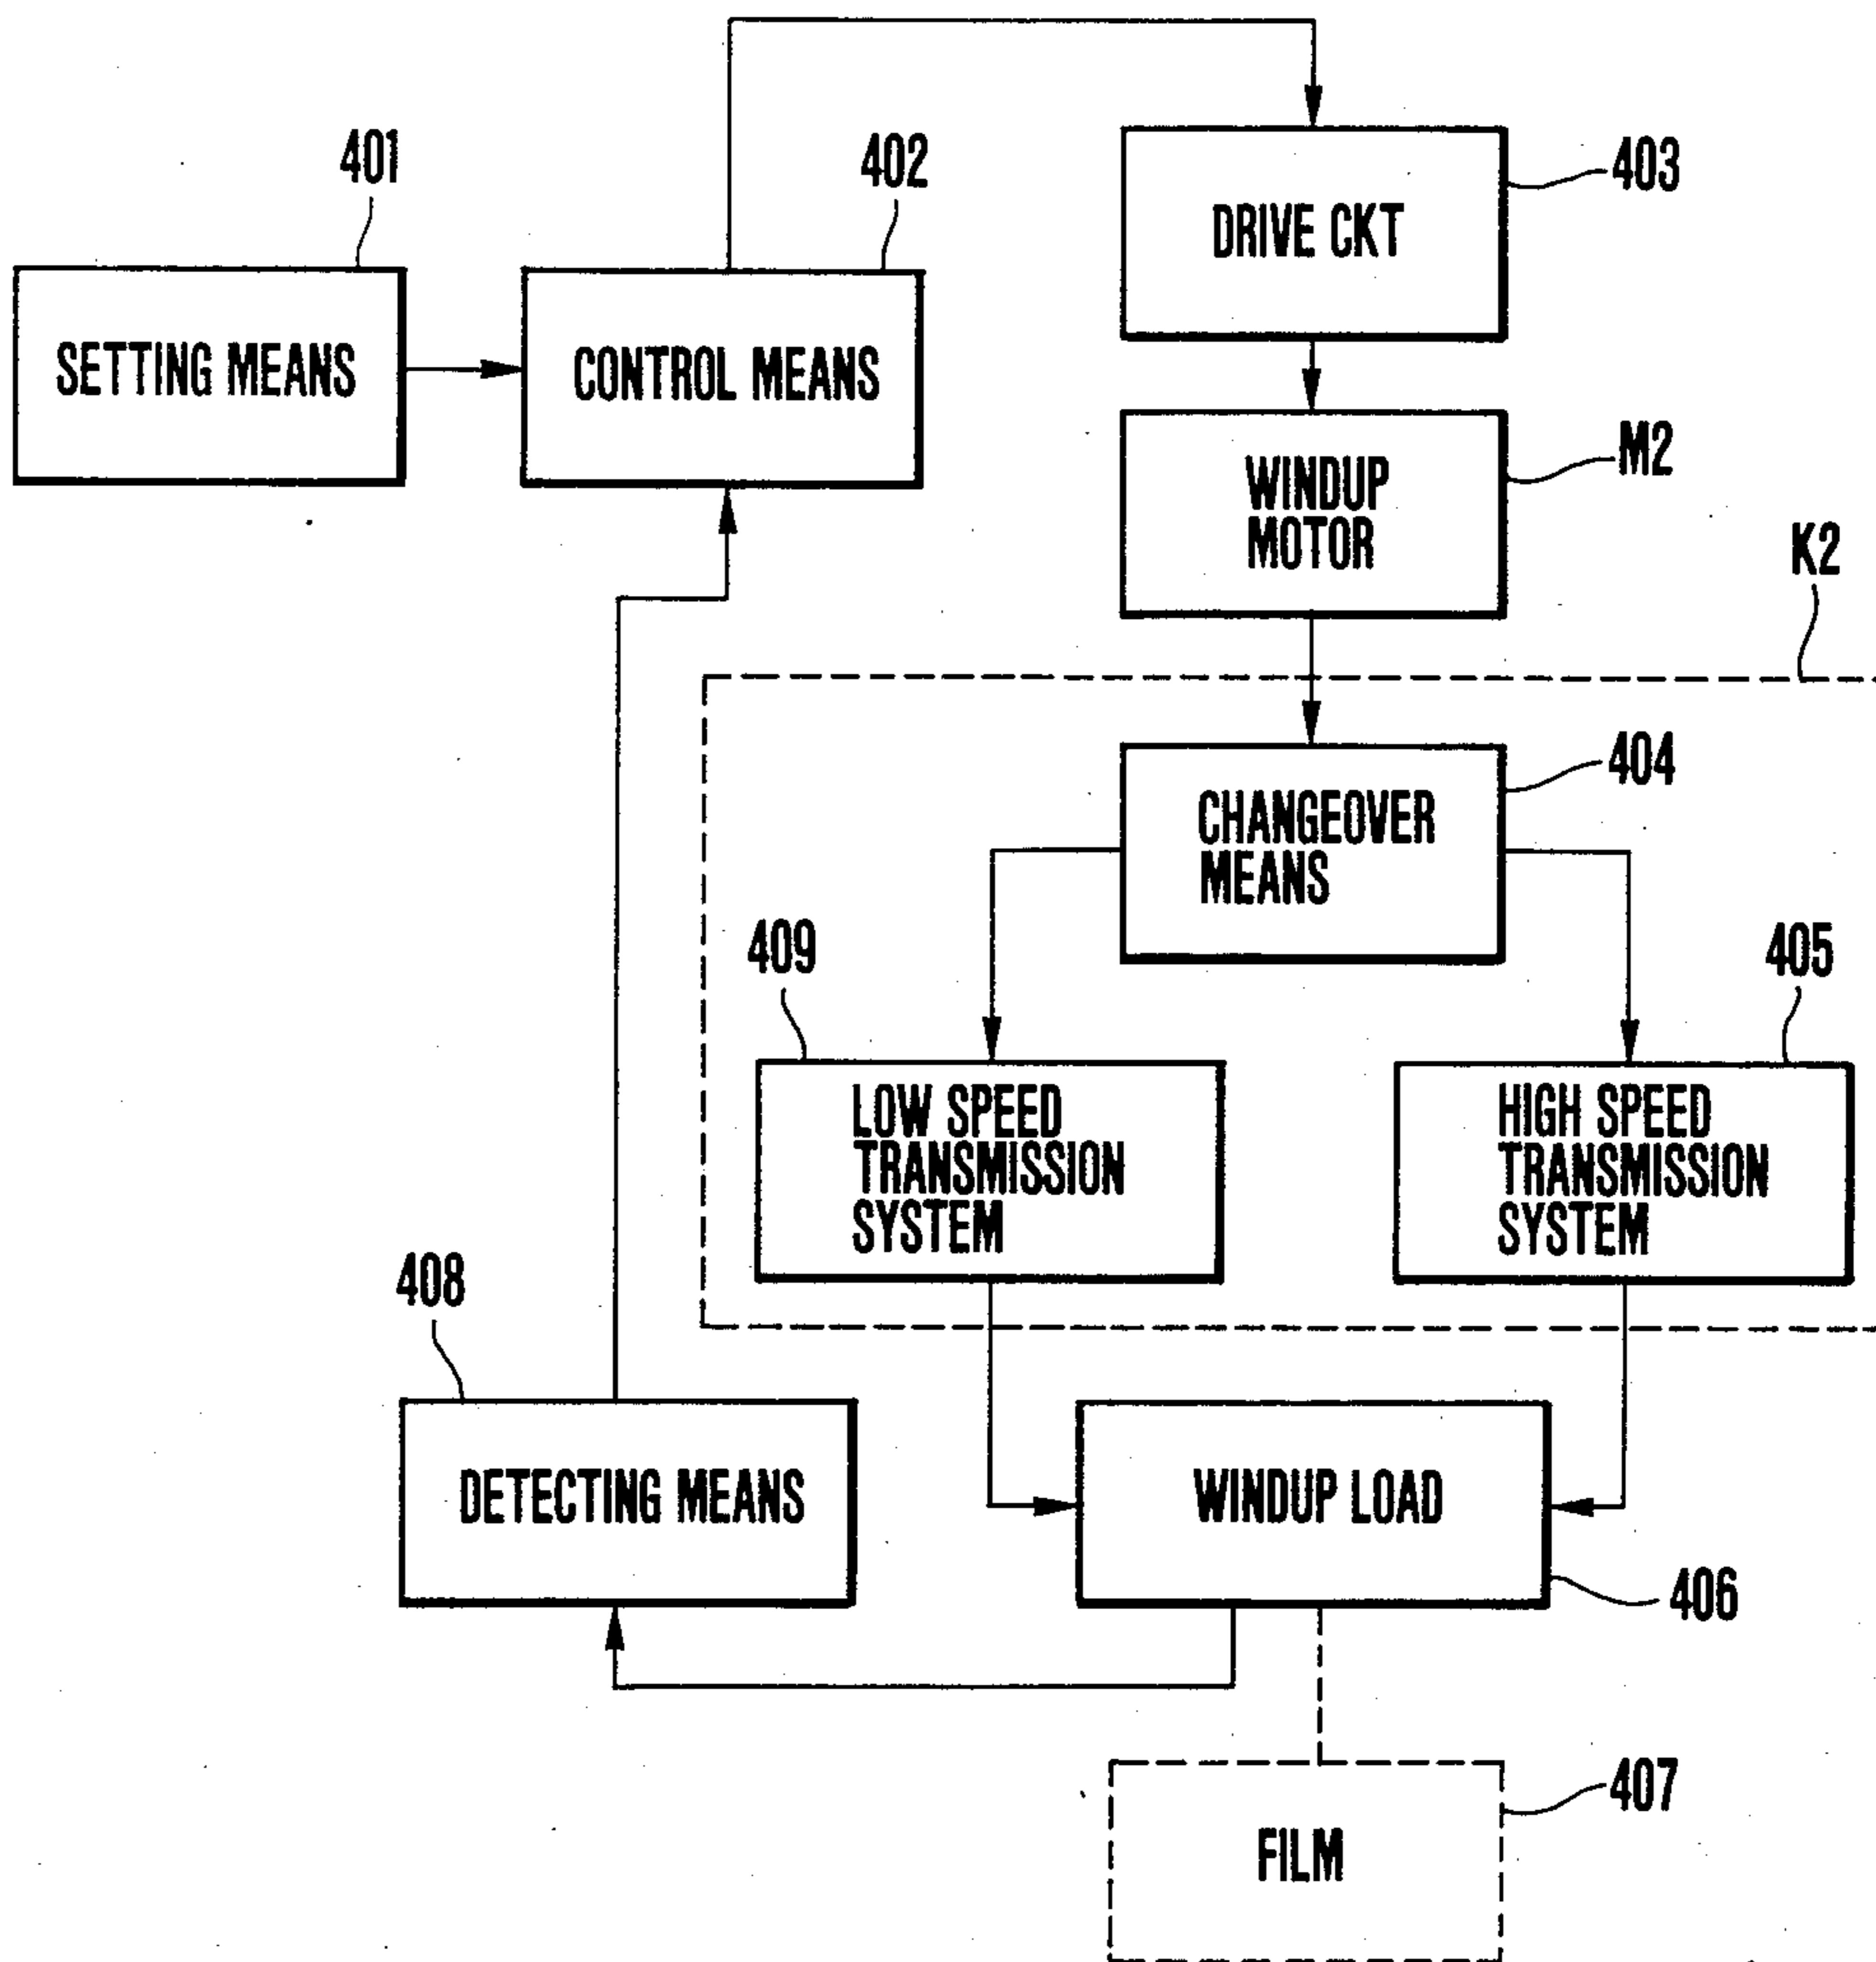 401
402
403
SETTING MEANS
CONTROL MEANS
DRIVE CKT
M2
WINDUP
MOTOR
K2
404
CHANGEOVER
MEANS
409
405
LOW SPEED
TRANSMISSION
SYSTEM
HIGH SPEED
TRANSMISSION
SYSTEM
408
DETECTING MEANS
WINDUP LOAD
406
407
FILM